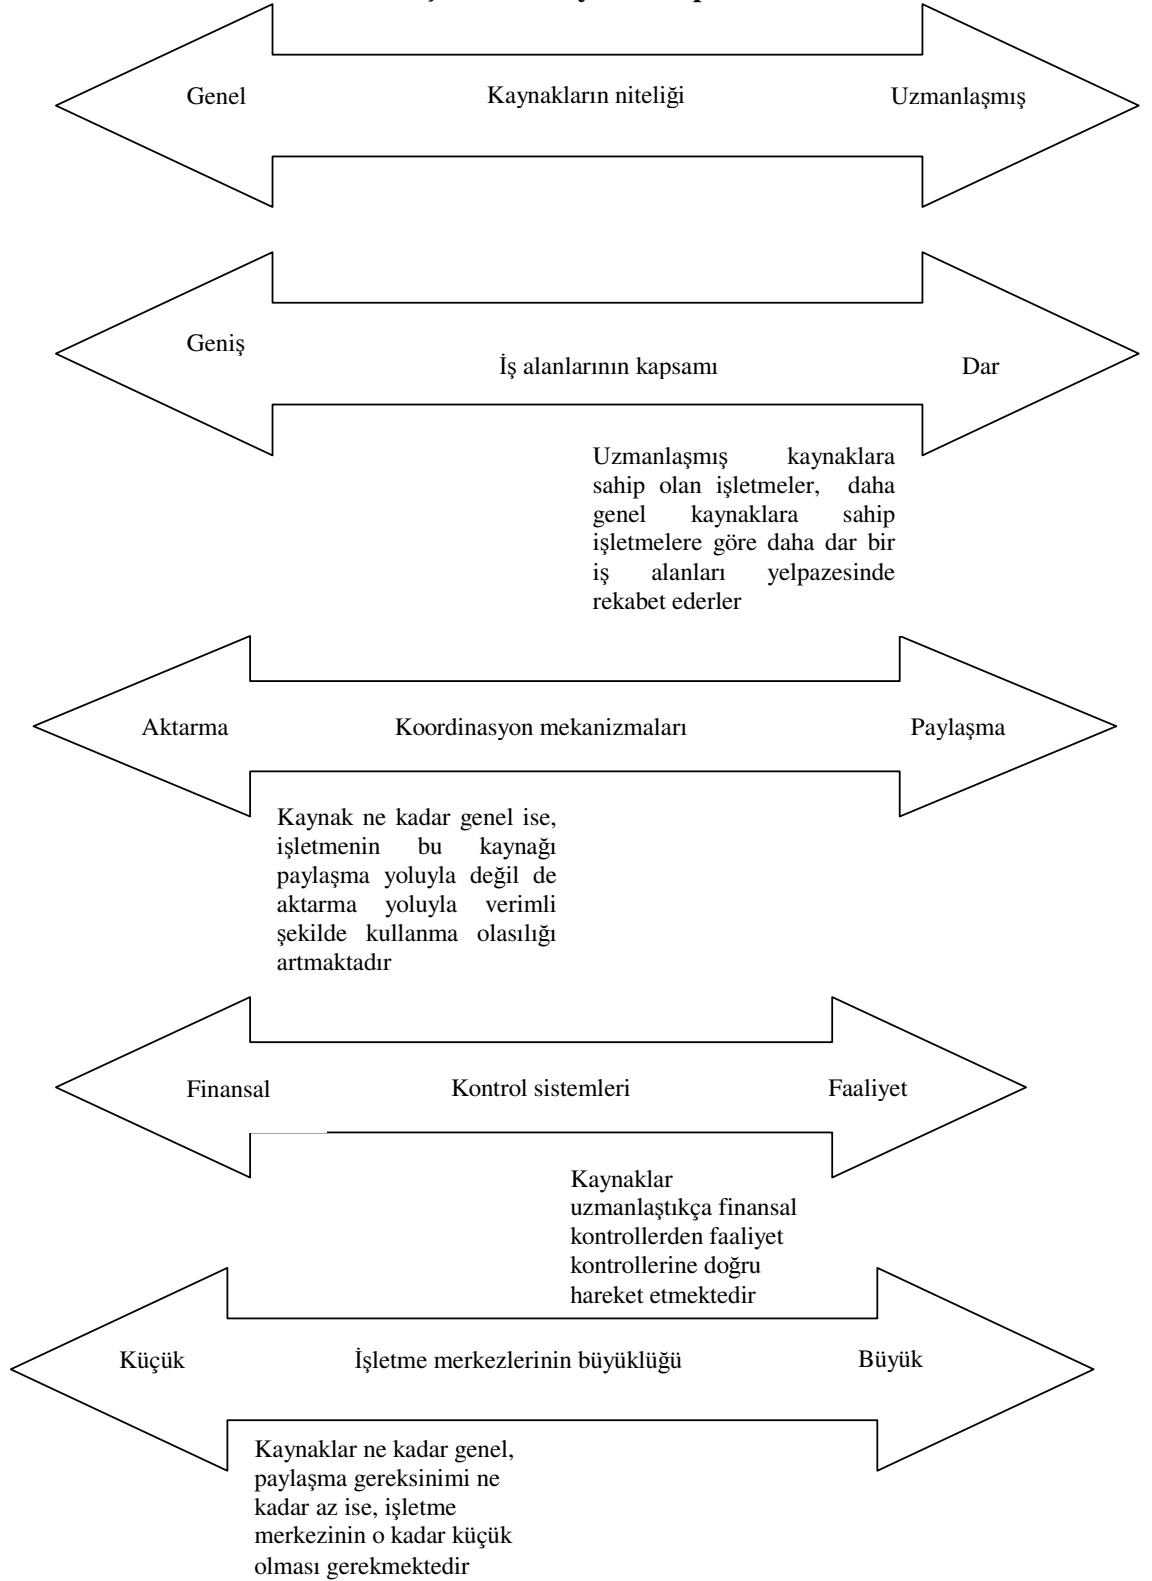 Genel Kaynakların niteliği Uzmanlaşmış
Geniş
İş alanlarının kapsamı Dar
Uzmanlaşmış kaynaklara
sahip olan işletmeler, daha
genel kaynaklara sahip
işletmelere göre daha dar bir
iş alanları yelpazesinde
rekabet ederler
Aktarma Koordinasyon mekanizmaları Paylaşma
Kaynak ne kadar genel ise,
işletmenin bu kaynağı
paylaşma yoluyla değil de
aktarma yoluyla verimli
şekilde kullanma olasılığı
artmaktadır
Finansal Kontrol sistemleri Faaliyet
Kaynaklar
uzmanlaştıkça finansal
kontrollerden faaliyet
kontrollerine doğru
hareket etmektedir
Küçük İşletme merkezlerinin büyüklüğü Büyük
Kaynaklar ne kadar genel,
paylaşma gereksinimi ne
kadar az ise, işletme
merkezinin o kadar küçük
olması gerekmektedir